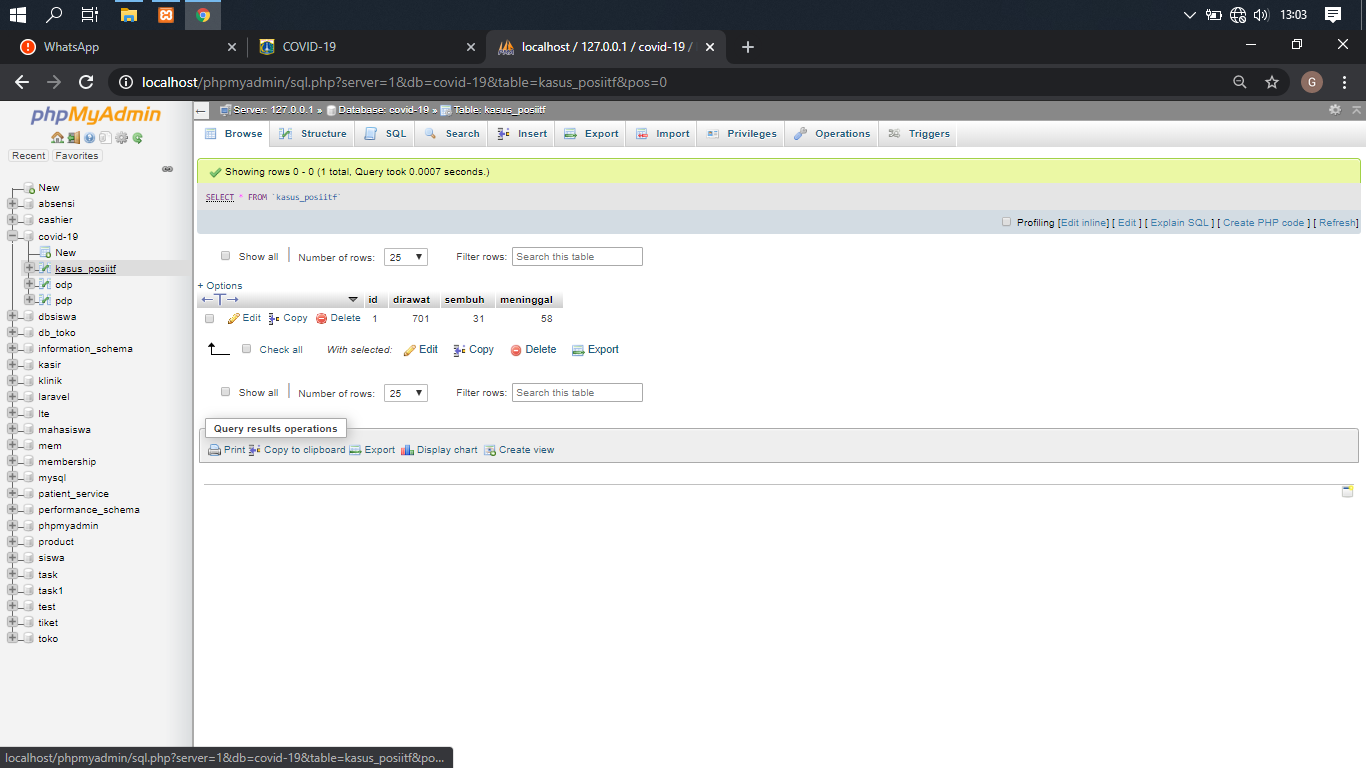 13:03
WhatsApp
COVID-19
localhost / 127.0.0.1 / covid-19 /
localhost/phpmyadmin/sql.php?server=1&db=covid-19&table=kasus_posiitf&pos=0
G
phpMyAdmin
Recent Favorites
New
absensi
cashier
covid-19
New
kasus_posiitf
odp
pdp
dbsiswa
db_toko
information_schema
kasir
klinik
laravel
lte
mahasiswa
mem
membership
mysql
patient_service
performance_schema
phpmyadmin
product
siswa
task
task1
test
tiket
toko
Server: 127.0.0.1 » Database: covid-19 » Table: kasus_posiitf
Browse Structure SQL Search Insert Export Import Privileges Operations Triggers
Showing rows 0 - 0 (1 total, Query took 0.0007 seconds.)
SELECT * FROM `kasus_posiitf`
Profiling [Edit inline] [ Edit ] [ Explain SQL ] [ Create PHP code ] [ Refresh]
Show all Number of rows: 25 Filter rows: Search this table
+ Options
←T→ id dirawat sembuh meninggal
Edit Copy Delete 1 701 31 58
Check all With selected: Edit Copy Delete Export
Show all Number of rows: 25 Filter rows: Search this table
Query results operations
Print Copy to clipboard Export Display chart Create view
localhost/phpmyadmin/sql.php?server=1&db=covid-19&table=kasus_posiitf&po...